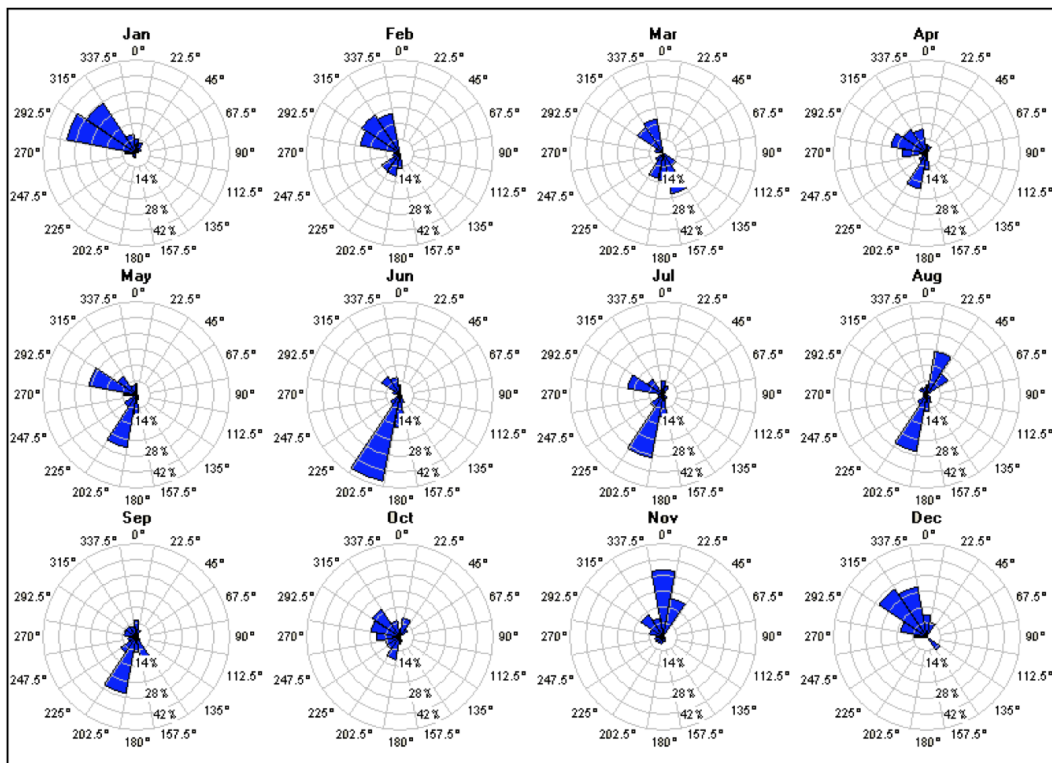 Jan Feb Mar Apr
0° 0° 0° 0°
337.5° 22.5° 337.5° 22.5° 337.5° 22.5° 337.5° 22.5°
315° 45° 315° 45° 315° 45° 315° 45°
292.5° 67.5° 292.5° 67.5° 292.5° 67.5° 292.5° 67.5°
270° 90° 270° 90° 270° 90° 270° 90°
14% 14% 14% 14%
247.5° 112.5° 247.5° 112.5° 247.5° 112.5° 247.5° 112.5°
28 % 28 % 28 % 28 %
225° 42 % 135° 225° 42 % 135° 225° 42 % 135° 225° 42 % 135°
202.5° 157.5° 202.5° 157.5° 202.5° 157.5° 202.5° 157.5°
180° 180° 180° 180°
May Jun Jul Aug
0° 0° 0° 0°
337.5° 22.5° 337.5° 22.5° 337.5° 22.5° 337.5° 22.5°
315° 45° 315° 45° 315° 45° 315° 45°
292.5° 67.5° 292.5° 67.5° 292.5° 67.5° 292.5° 67.5°
270° 90° 270° 90° 270° 90° 270° 90°
14% 14% 14% 14%
247.5° 112.5° 247.5° 112.5° 247.5° 112.5° 247.5° 112.5°
28 % 28 % 28 % 28 %
225° 42 % 135° 225° 42 % 135° 225° 42 % 135° 225° 42 % 135°
202.5° 157.5° 202.5° 157.5° 202.5° 157.5° 202.5° 157.5°
180° 180° 180° 180°
Sep Oct Nov Dec
0° 0° 0° 0°
337.5° 22.5° 337.5° 22.5° 337.5° 22.5° 337.5° 22.5°
315° 45° 315° 45° 315° 45° 315° 45°
292.5° 67.5° 292.5° 67.5° 292.5° 67.5° 292.5° 67.5°
270° 90° 270° 90° 270° 90° 270° 90°
14% 14% 14% 14%
247.5° 112.5° 247.5° 112.5° 247.5° 112.5° 247.5° 112.5°
28 % 28 % 28 % 28 %
225° 42 % 135° 225° 42 % 135° 225° 42 % 135° 225° 42 % 135°
202.5° 157.5° 202.5° 157.5° 202.5° 157.5° 202.5° 157.5°
180° 180° 180° 180°